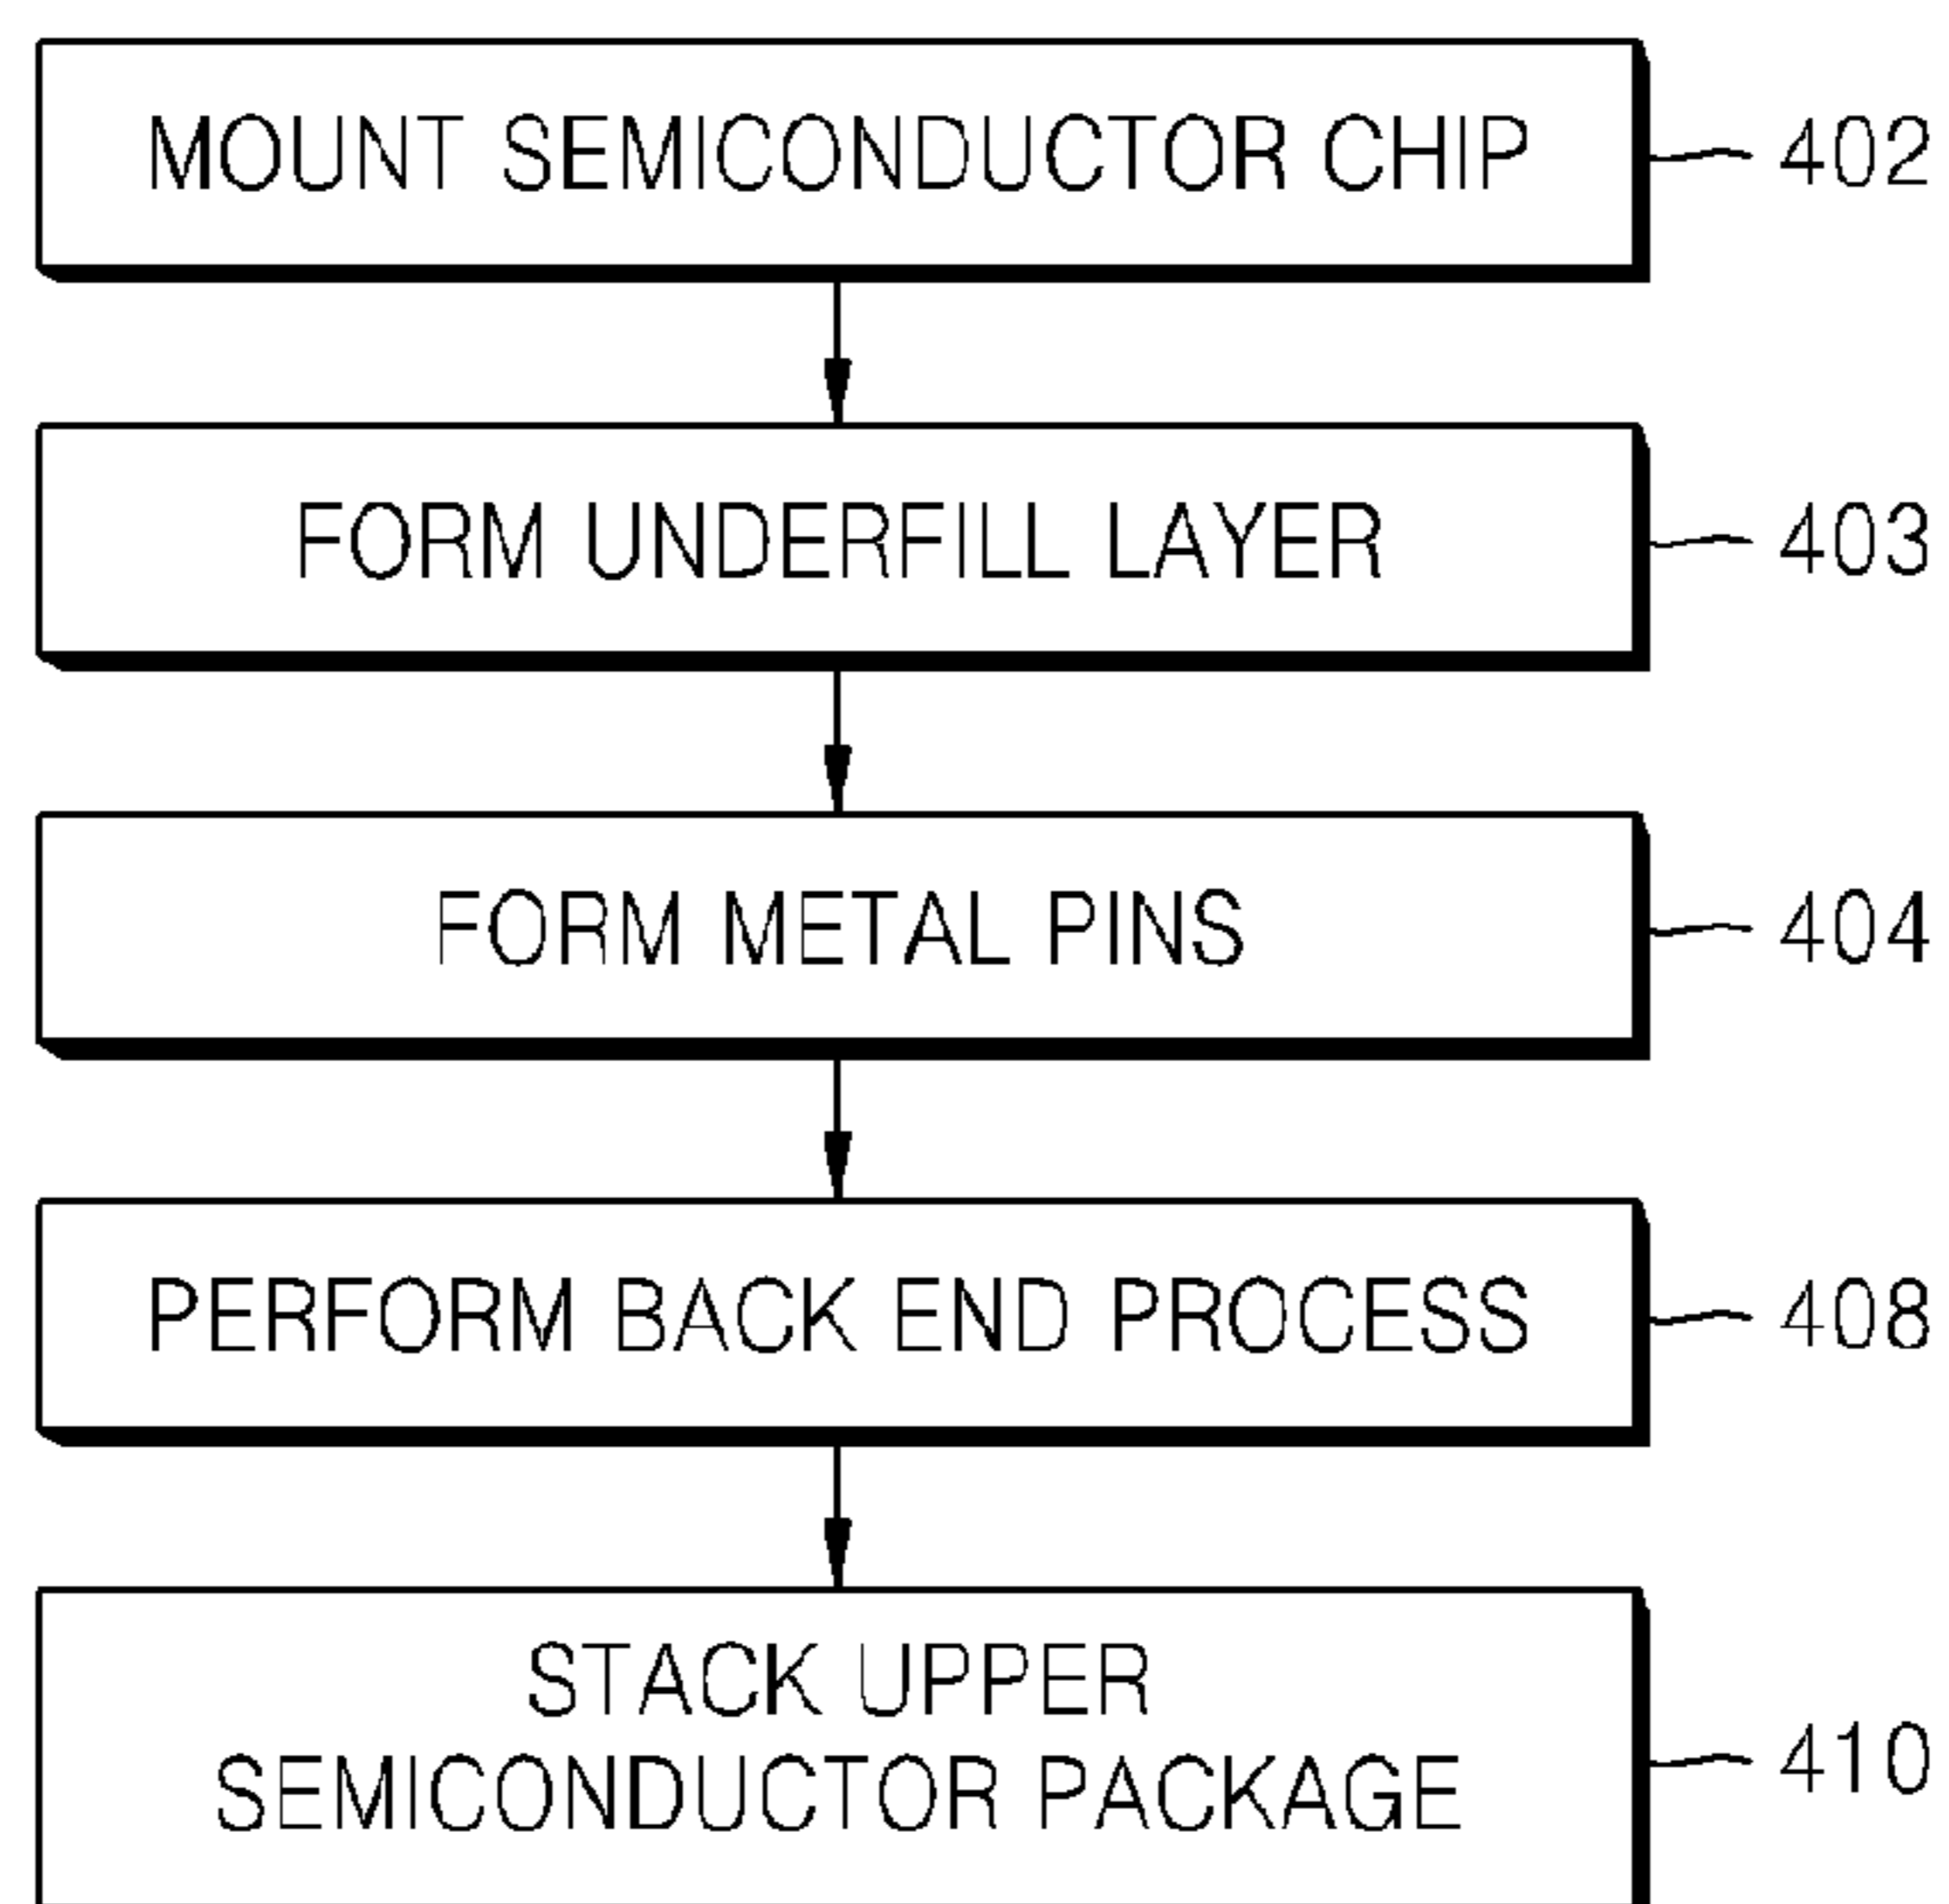 MOUNT SEMICONDUCTOR CHIP 402
FORM UNDERFILL LAYER 403
FORM METAL PINS 404
PERFORM BACK END PROCESS 408
STACK UPPER
SEMICONDUCTOR PACKAGE 410